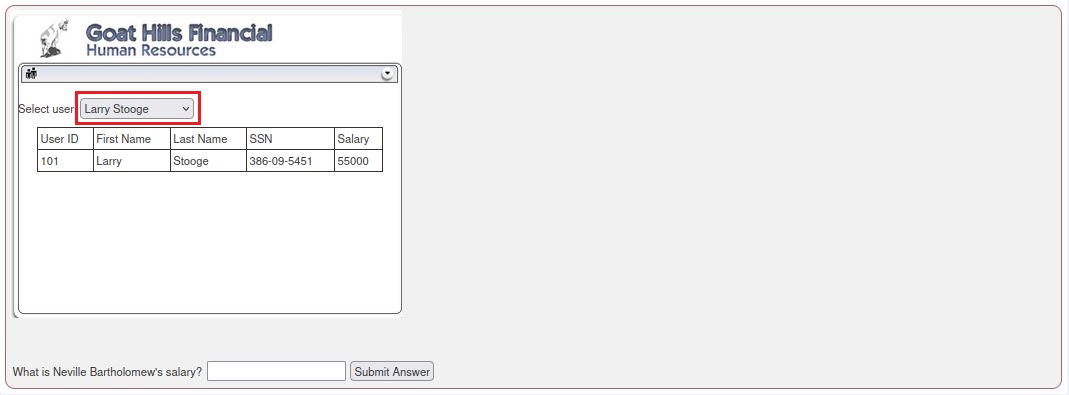 Goat Hills Financial
Human Resources
Select user: Larry Stooge
User ID First Name Last Name SSN Salary
101 Larry Stooge 386-09-5451 55000
What is Neville Bartholomew's salary? Submit Answer